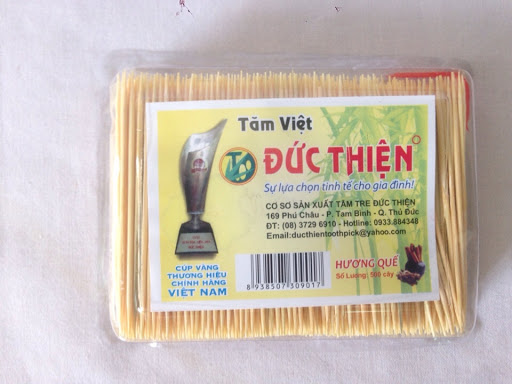 Tăm Việt
ĐỨC THIỆN
Sự lựa chọn tinh tế cho gia đình!
CƠ SỞ SẢN XUẤT TĂM TRE ĐỨC THIỆN
169 Phú Châu - P. Tam Bình - Q. Thủ Đức
ĐT: (08) 3729 6910 - Hotline: 0933.884348
Email:ducthientoothpick@yahoo.com
CÚP VÀNG
THƯƠNG HIỆU
CHÍNH HÃNG
VIỆT NAM
8 938507 309017
HƯƠNG QUẾ
Số Lượng: 500 cây